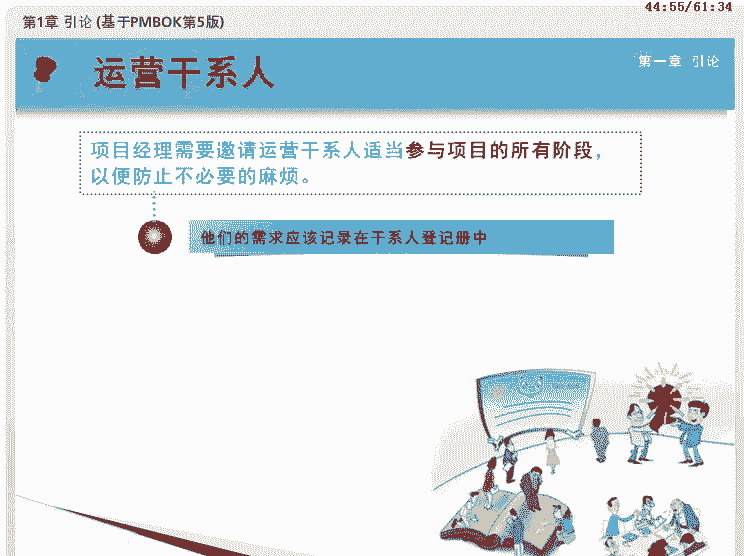 44:55/61:34
第1章 引论 (基于PMBOK第5版)
运营干系人
第一章 引论
项目经理需要邀请运营干系人适当参与项目的所有阶段，
以便防止不必要的麻烦。
他们的需求应该记录在干系人登记册中